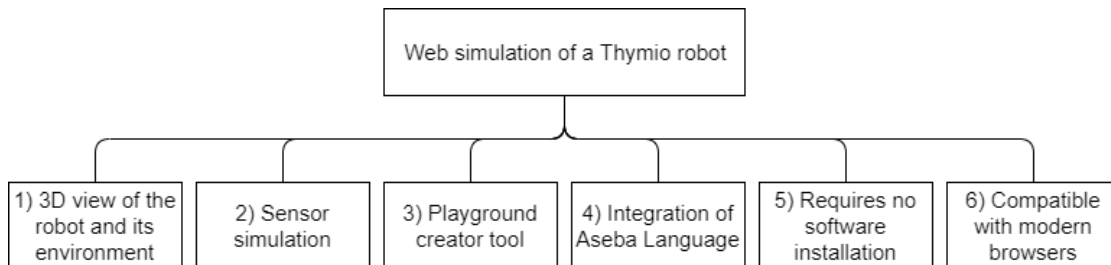 Web simulation of a Thymio robot
1) 3D view of the
robot and its
environment
2) Sensor
simulation
3) Playground
creator tool
4) Integration of
Aseba Language
5) Requires no
software
installation
6) Compatible
with modern
browsers